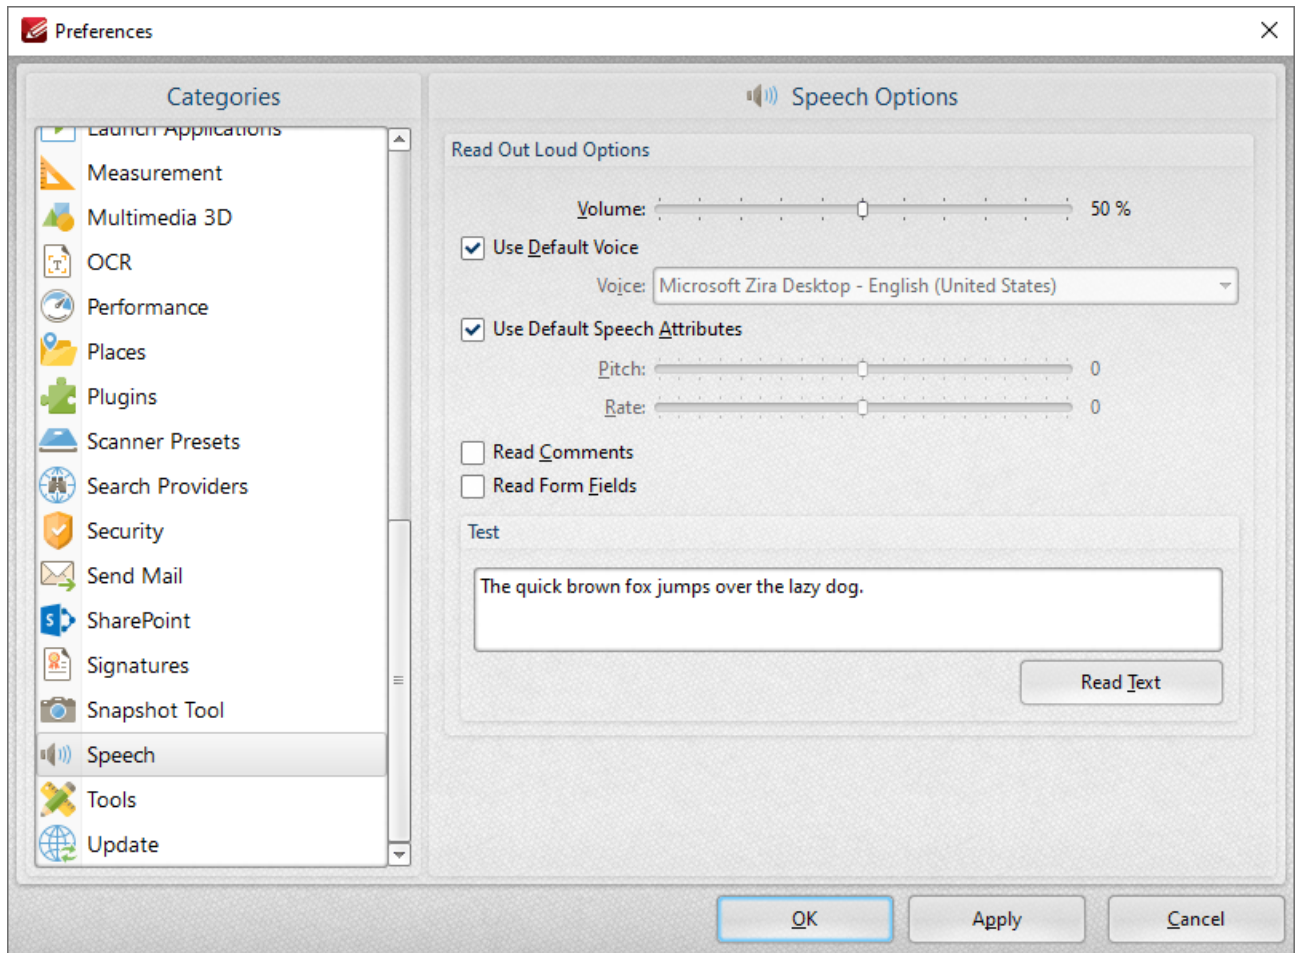 Preferences
Categories
Launch Applications
Measurement
Multimedia 3D
OCR
Performance
Places
Plugins
Scanner Presets
Search Providers
Security
Send Mail
SharePoint
Signatures
Snapshot Tool
Speech
Tools
Update
Speech Options
Read Out Loud Options
Volume: 50 %
Use Default Voice
Voice: Microsoft Zira Desktop - English (United States)
Use Default Speech Attributes
Pitch: 0
Rate: 0
Read Comments
Read Form Fields
Test
The quick brown fox jumps over the lazy dog.
Read Text
OK Apply Cancel